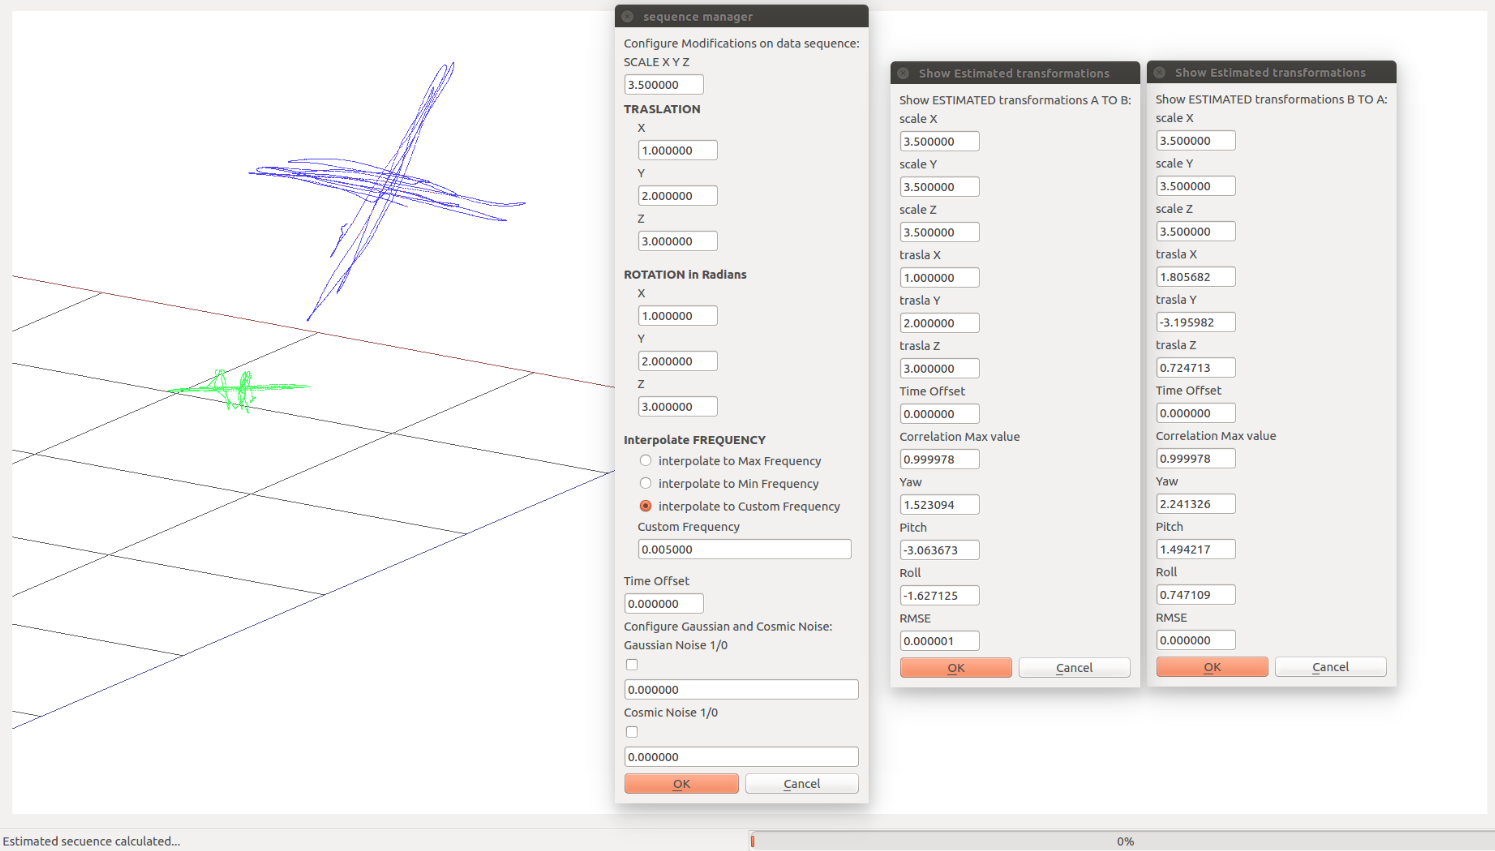 sequence manager
Configure Modifications on data sequence:
SCALE X Y Z
3.500000
TRASLATION
X
1.000000
Y
2.000000
Z
3.000000
ROTATION in Radians
X
1.000000
Y
2.000000
Z
3.000000
Interpolate FREQUENCY
interpolate to Max Frequency
interpolate to Min Frequency
interpolate to Custom Frequency
Custom Frequency
0.005000
Time Offset
0.000000
Configure Gaussian and Cosmic Noise:
Gaussian Noise 1/0
0.000000
Cosmic Noise 1/0
0.000000
OK Cancel
Show Estimated transformations
Show ESTIMATED transformations A TO B:
scale X
3.500000
scale Y
3.500000
scale Z
3.500000
trasla X
1.000000
trasla Y
2.000000
trasla Z
3.000000
Time Offset
0.000000
Correlation Max value
0.999978
Yaw
1.523094
Pitch
-3.063673
Roll
-1.627125
RMSE
0.000001
OK Cancel
Show Estimated transformations
Show ESTIMATED transformations B TO A:
scale X
3.500000
scale Y
3.500000
scale Z
3.500000
trasla X
1.805682
trasla Y
-3.195982
trasla Z
0.724713
Time Offset
0.000000
Correlation Max value
0.999978
Yaw
2.241326
Pitch
1.494217
Roll
0.747109
RMSE
0.000000
OK Cancel
Estimated secuence calculated...
0%